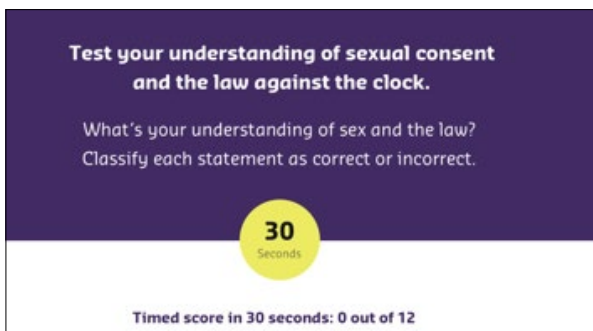 Test your understanding of sexual consent
and the law against the clock.
What's your understanding of sex and the law?
Classify each statement as correct or incorrect.
30
Seconds
Timed score in 30 seconds: 0 out of 12